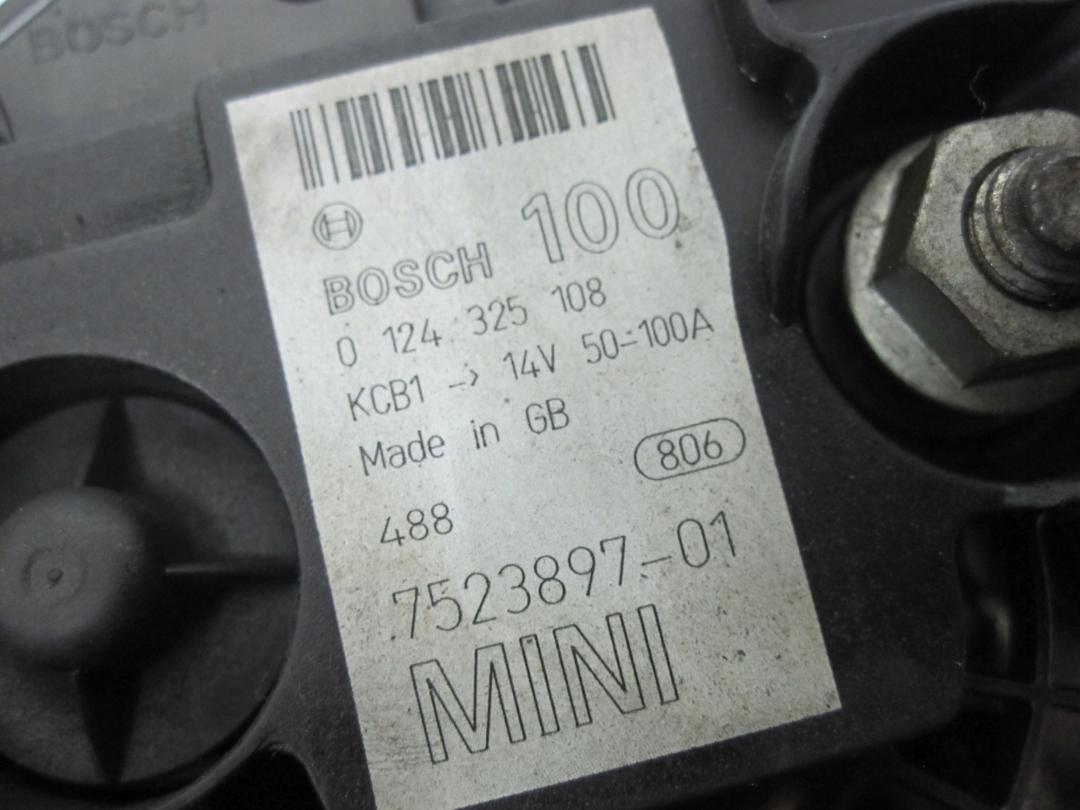 BOSCH
BOSCH 100
0 124 325 108
KCB1 -> 14V 50-100A
Made in GB
806
488
7523897-01
MINI